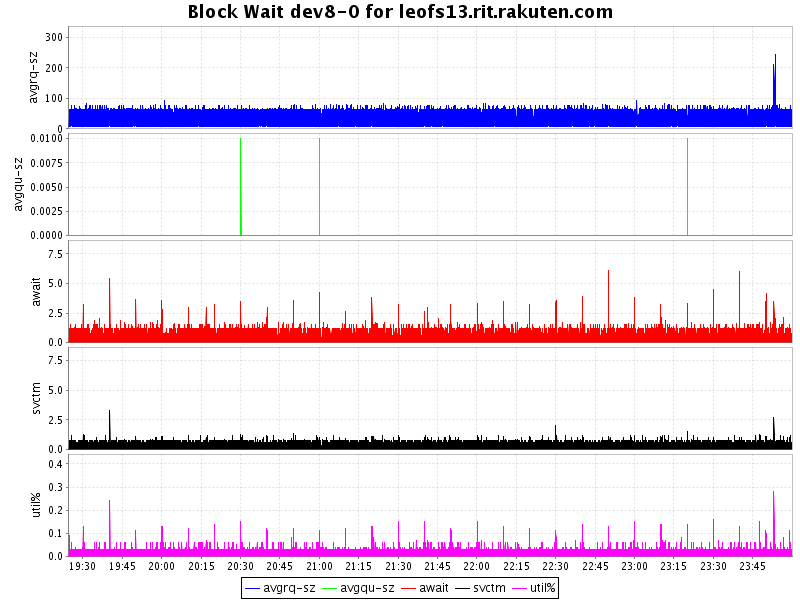 Block Wait dev8-0 for leofs13.rit.rakuten.com
avgrq-sz
300
200
100
0
avgqu-sz
0.0100
0.0075
0.0050
0.0025
0.0000
await
7.5
5.0
2.5
0.0
svctm
7.5
5.0
2.5
0.0
util%
0.4
0.3
0.2
0.1
0.0
19:30 19:45 20:00 20:15 20:30 20:45 21:00 21:15 21:30 21:45 22:00 22:15 22:30 22:45 23:00 23:15 23:30 23:45
avgrq-sz avgqu-sz await svctm util%